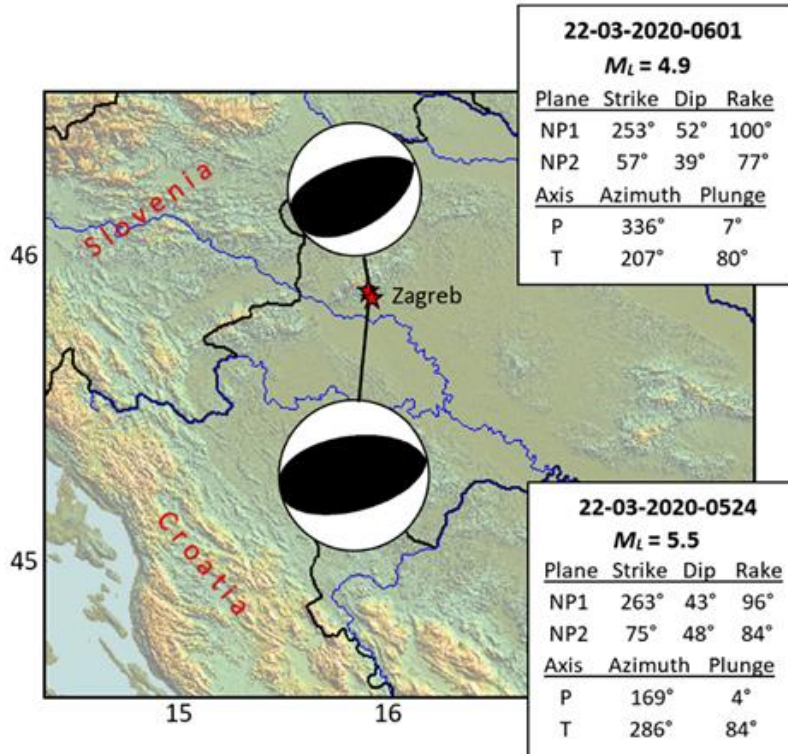 22-03-2020-0601
ML = 4.9
Plane Strike Dip Rake
NP1 253° 52° 100°
NP2 57° 39° 77°
Axis Azimuth Plunge
P 336° 7°
T 207° 80°
Slovenia
46
Zagreb
22-03-2020-0524
ML = 5.5
Plane Strike Dip Rake
NP1 263° 43° 96°
NP2 75° 48° 84°
Axis Azimuth Plunge
P 169° 4°
T 286° 84°
Croatia
45
15 16